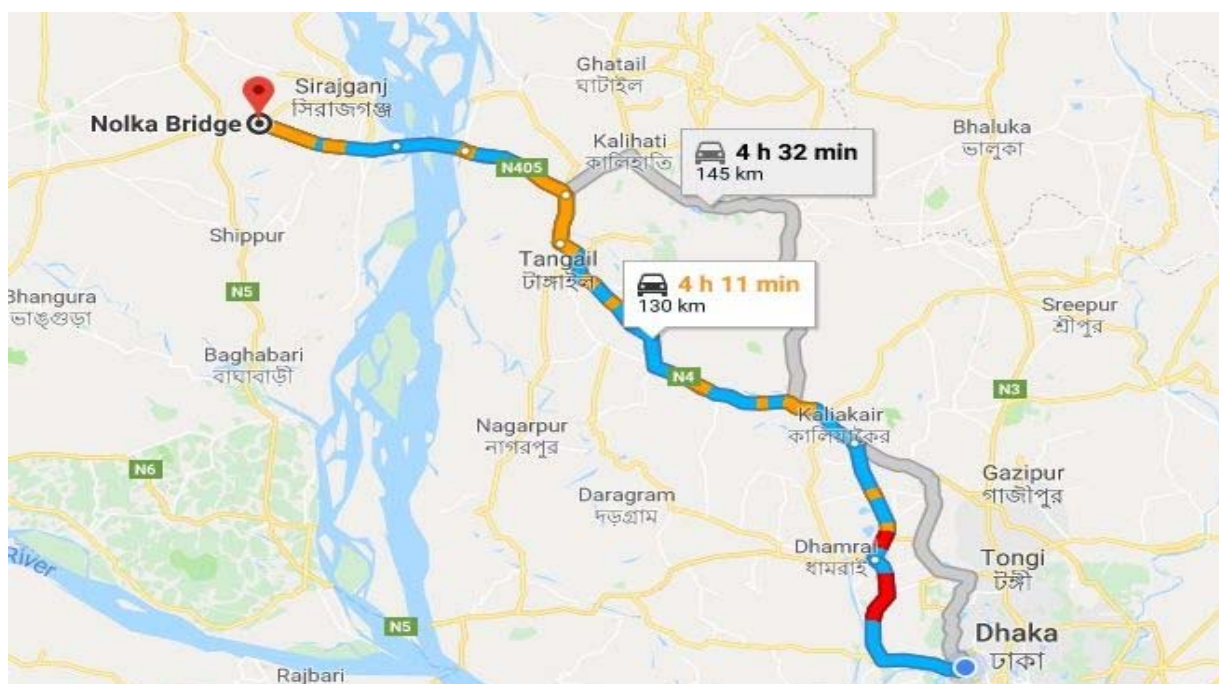 Ghatail
ঘাটাইল
Sirajganj
সিরাজগঞ্জ
Nolka Bridge
Kalihati
কালিহাতি
4 h 32 min
145 km
Bhaluka
ভালুকা
N405
Shippur
Tangail
টাঙ্গাইল
4 h 11 min
130 km
N5
Bhangura
ভাঙ্গুড়া
Sreepur
শ্রীপুর
Baghabari
বাঘাবাড়ী
N4
N3
Kaliakair
কালিয়াকৈর
Nagarpur
নাগরপুর
N6
Gazipur
গাজীপুর
Daragram
দড়গ্রাম
Dhamrai
ধামরাই
Tongi
টঙ্গী
River
N5
Dhaka
ঢাকা
Rajbari